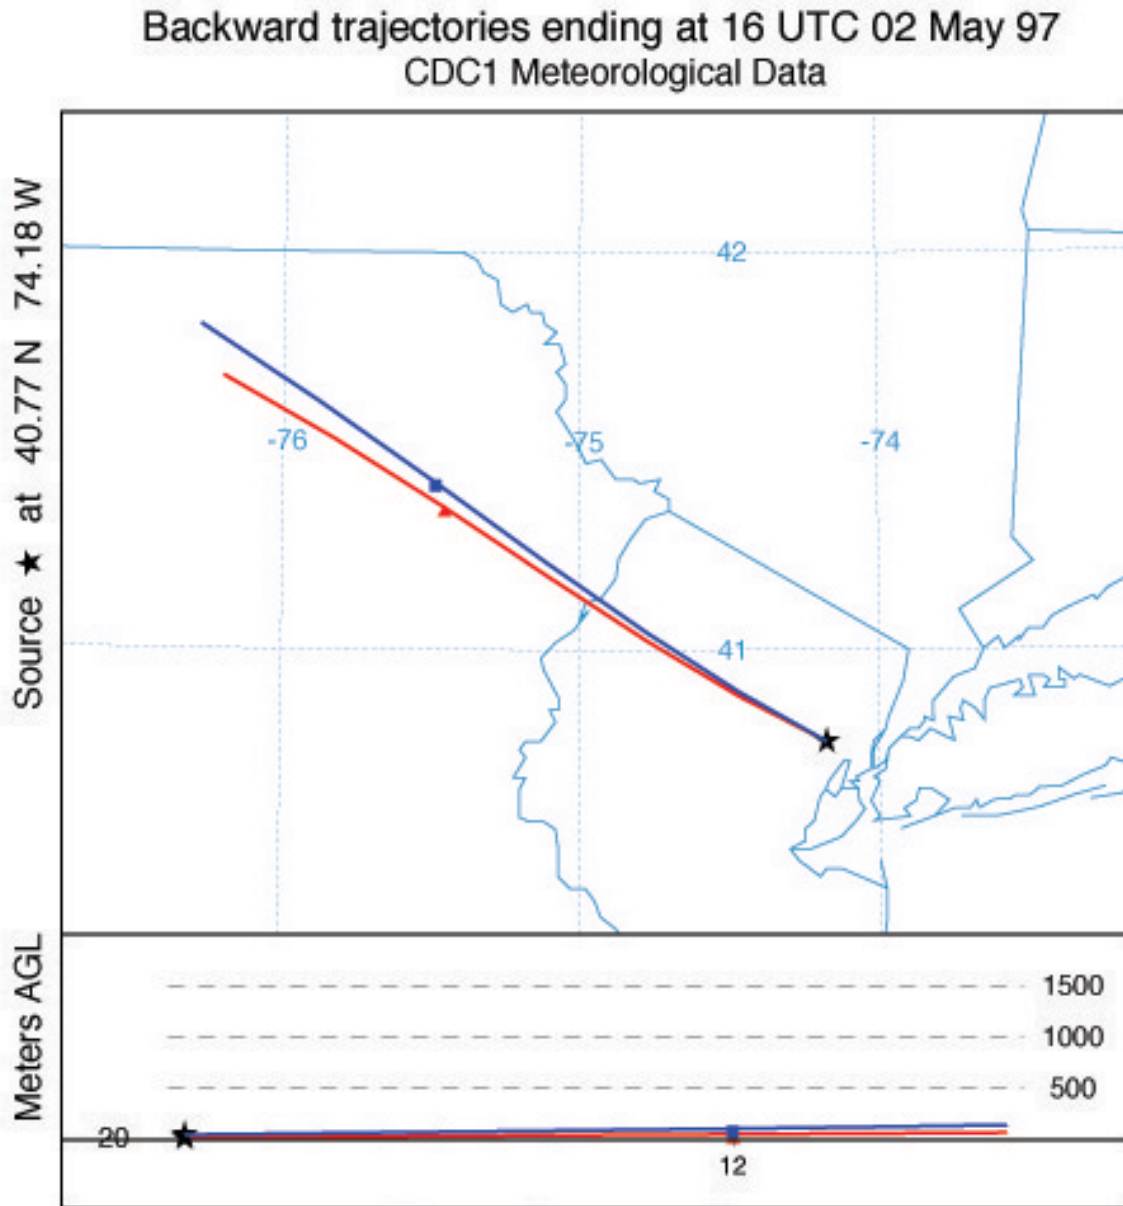 Backward trajectories ending at 16 UTC 02 May 97
CDC1 Meteorological Data
Source ★ at 40.77 N 74.18 W
42
-76
-75
-74
41
Meters AGL
1500
1000
500
20
12